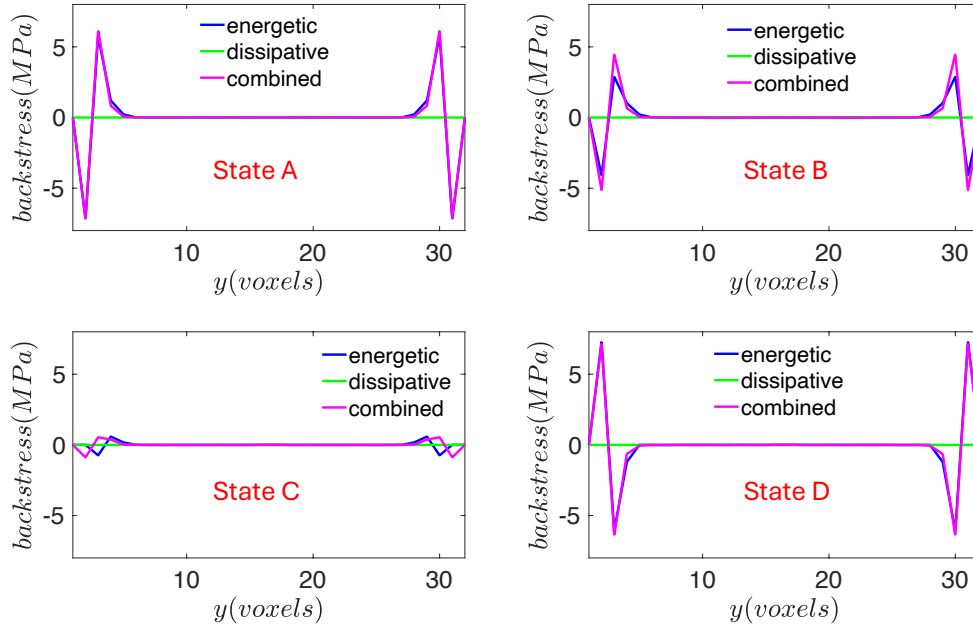 backstress(MPa)
5
0
-5
energetic
dissipative
combined
State A
10
20
30
y(voxels)
backstress(MPa)
5
0
-5
energetic
dissipative
combined
State B
10
20
30
y(voxels)
backstress(MPa)
5
0
-5
energetic
dissipative
combined
State C
10
20
30
y(voxels)
backstress(MPa)
5
0
-5
energetic
dissipative
combined
State D
10
20
30
y(voxels)